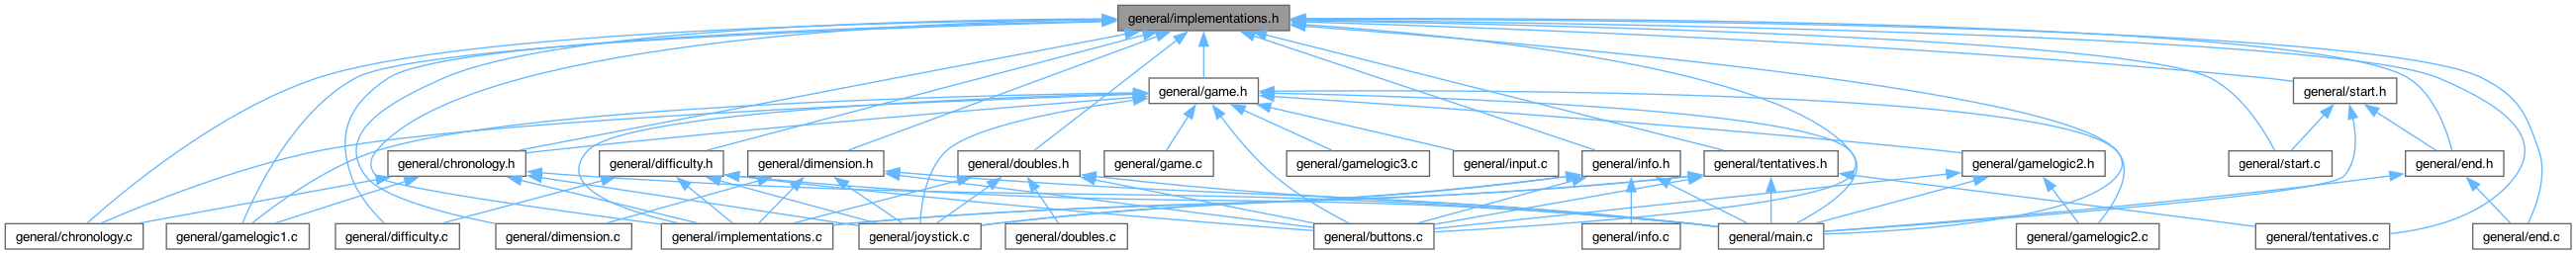 general/implementations.h
general/game.h
general/start.h
general/chronology.h
general/difficulty.h
general/dimension.h
general/doubles.h
general/game.c
general/gamelogic3.c
general/input.c
general/info.h
general/tentatives.h
general/gamelogic2.h
general/start.c
general/end.h
general/chronology.c
general/gamelogic1.c
general/difficulty.c
general/dimension.c
general/implementations.c
general/joystick.c
general/doubles.c
general/buttons.c
general/info.c
general/main.c
general/gamelogic2.c
general/tentatives.c
general/end.c